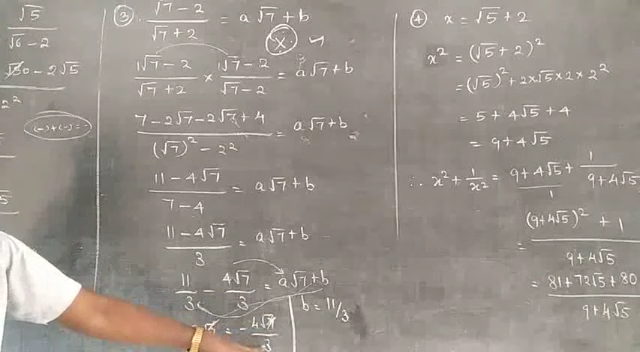 √5
√6 - 2
√30 - 2√5
2²
③ (√7 - 2)/(√7 + 2) = a√7 + b
x
(1√7 - 2)/(√7 + 2) × (1√7 - 2)/(√7 - 2) = a√7 + b
(7 - 2√7 - 2√7 + 4)/((√7)² - 2²) = a√7 + b
(11 - 4√7)/(7 - 4) = a√7 + b
(11 - 4√7)/3 = a√7 + b
11/3 - 4√7/3 = a√7 + b
= -4√7/3
b = 11/3
④ x = √5 + 2
x² = (√5 + 2)²
= (√5)² + 2×√5×2×2²
= 5 + 4√5 + 4
= 9 + 4√5
∴ x² + 1/x² = (9 + 4√5)/1 + 1/(9 + 4√5)
= ((9 + 4√5)² + 1)/(9 + 4√5)
= (81 + 72√5 + 80)/(9 + 4√5)